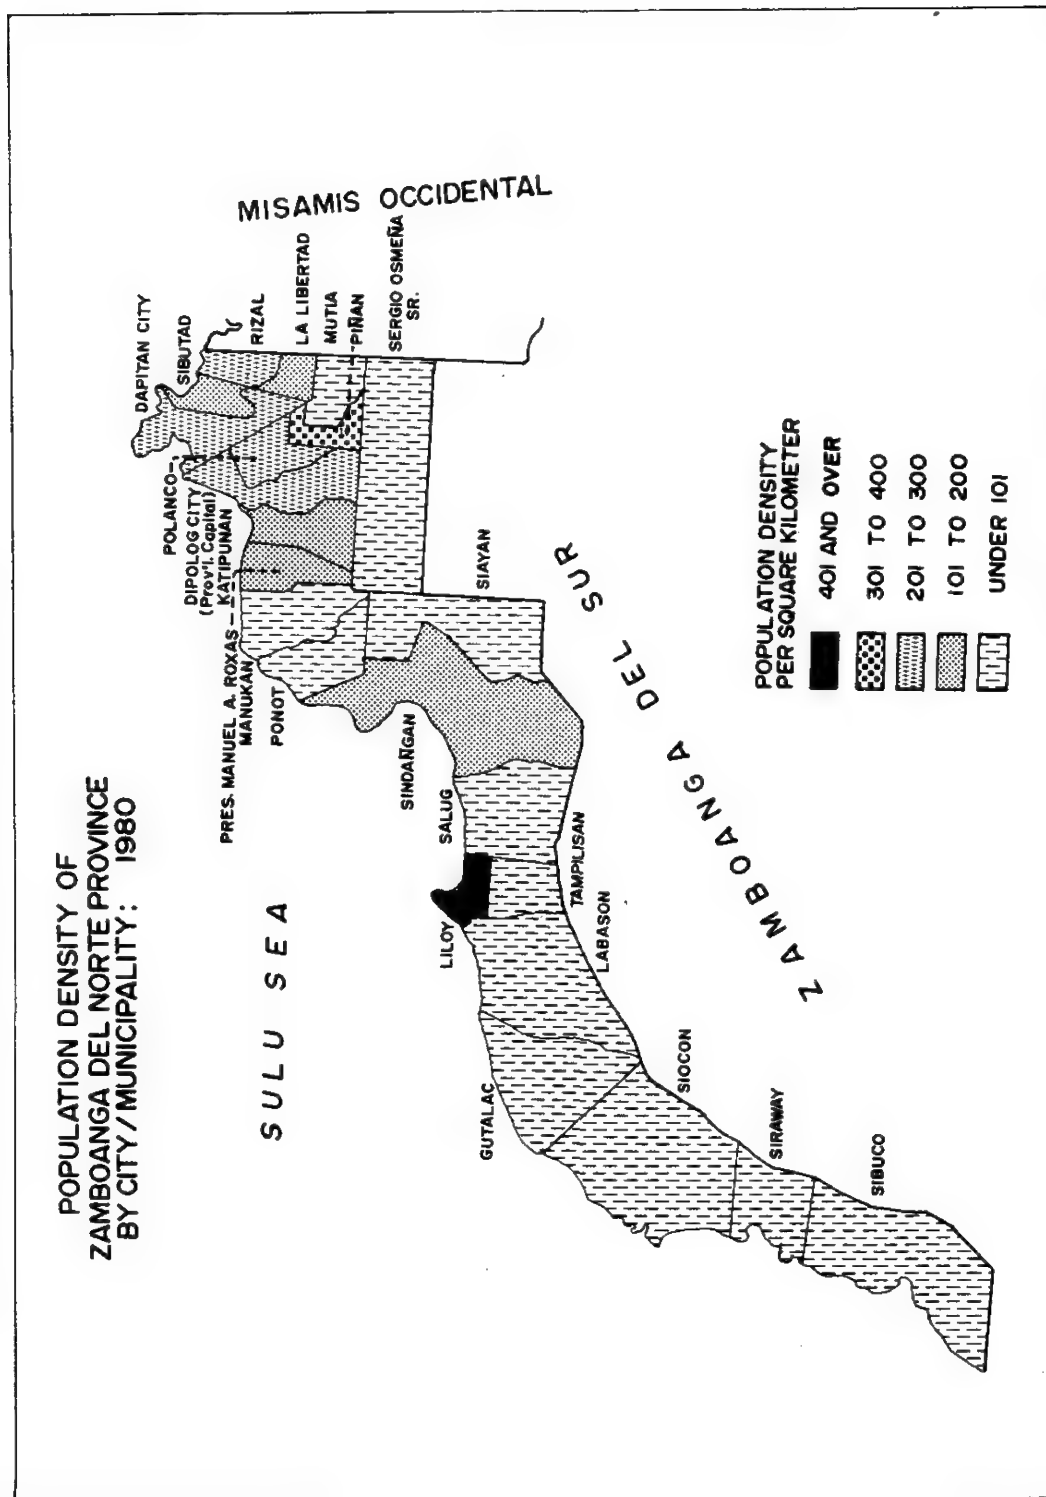 POPULATION DENSITY OF
ZAMBOANGA DEL NORTE PROVINCE
BY CITY/MUNICIPALITY: 1980
SULU SEA
MISAMIS OCCIDENTAL
ZAMBOANGA DEL SUR
DAPITAN CITY
SIBUTAD
RIZAL
LA LIBERTAD
MUTIA
PIÑAN
SERGIO OSMEÑA
SR.
POLANCO
DIPOLOG CITY
(Prov'l. Capital)
KATIPUNAN
PRES. MANUEL A. ROXAS
MANUKAN
PONOT
SIAYAN
SINDAÑGAN
SALUG
LILOY
TAMPILISAN
LABASON
GUTALAC
SIOCON
SIRAWAY
SIBUCO
POPULATION DENSITY
PER SQUARE KILOMETER
401 AND OVER
301 TO 400
201 TO 300
101 TO 200
UNDER 101